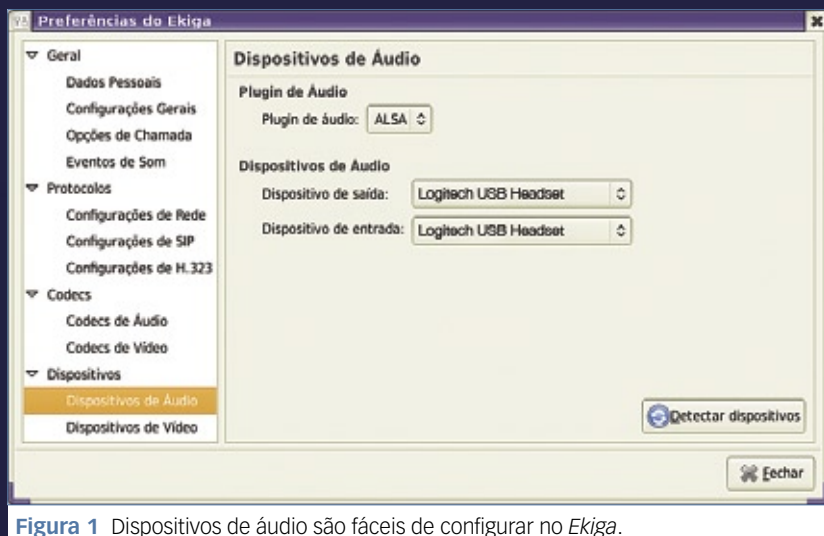 Preferências do Ekiga
Geral
Dados Pessoais
Configurações Gerais
Opções de Chamada
Eventos de Som
Protocolos
Configurações de Rede
Configurações de SIP
Configurações de H.323
Codecs
Codecs de Áudio
Codecs de Vídeo
Dispositivos
Dispositivos de Áudio
Dispositivos de Vídeo
Dispositivos de Áudio
Plugin de Áudio
Plugin de áudio: ALSA
Dispositivos de Áudio
Dispositivo de saída: Logitech USB Headset
Dispositivo de entrada: Logitech USB Headset
Detectar dispositivos
Fechar
Figura 1 Dispositivos de áudio são fáceis de configurar no Ekiga.